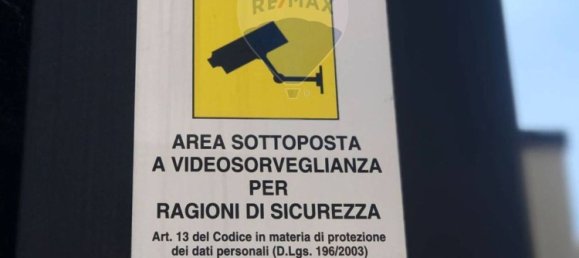 RE/MAX
AREA SOTTOPOSTA
A VIDEOSORVEGLIANZA
PER
RAGIONI DI SICUREZZA
Art. 13 del Codice in materia di protezione
dei dati personali (D.Lgs. 196/2003)